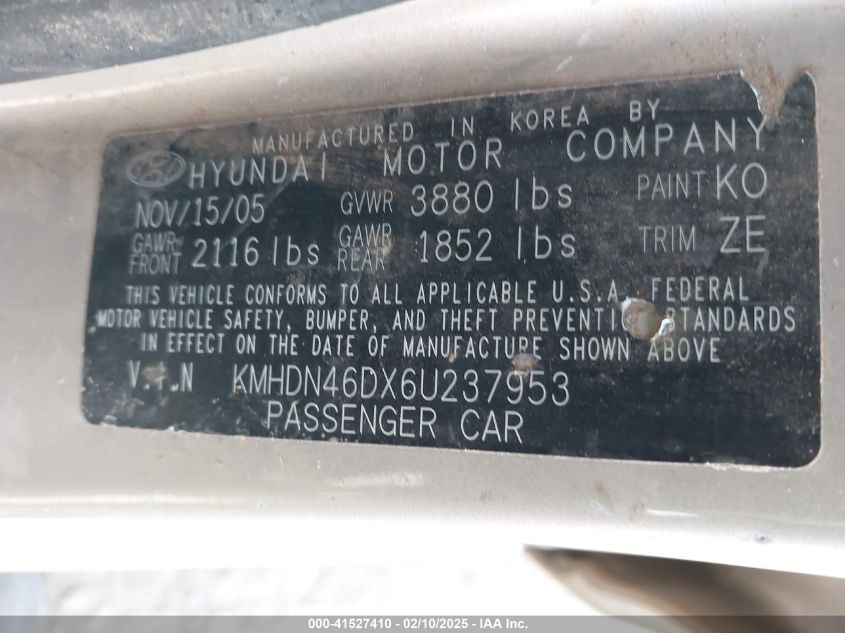 MANUFACTURED IN KOREA BY
HYUNDAI MOTOR COMPANY
NOV/15/05 GVWR 3880 lbs PAINT KO
GAWR FRONT 2116 lbs GAWR REAR 1852 lbs TRIM ZE
THIS VEHICLE CONFORMS TO ALL APPLICABLE U.S.A. FEDERAL
MOTOR VEHICLE SAFETY, BUMPER, AND THEFT PREVENTI STANDARDS
IN EFFECT ON THE DATE OF MANUFACTURE SHOWN ABOVE
V.I.N KMHDN46DX6U237953
PASSENGER CAR
000-41527410 - 02/10/2025 - IAA Inc.